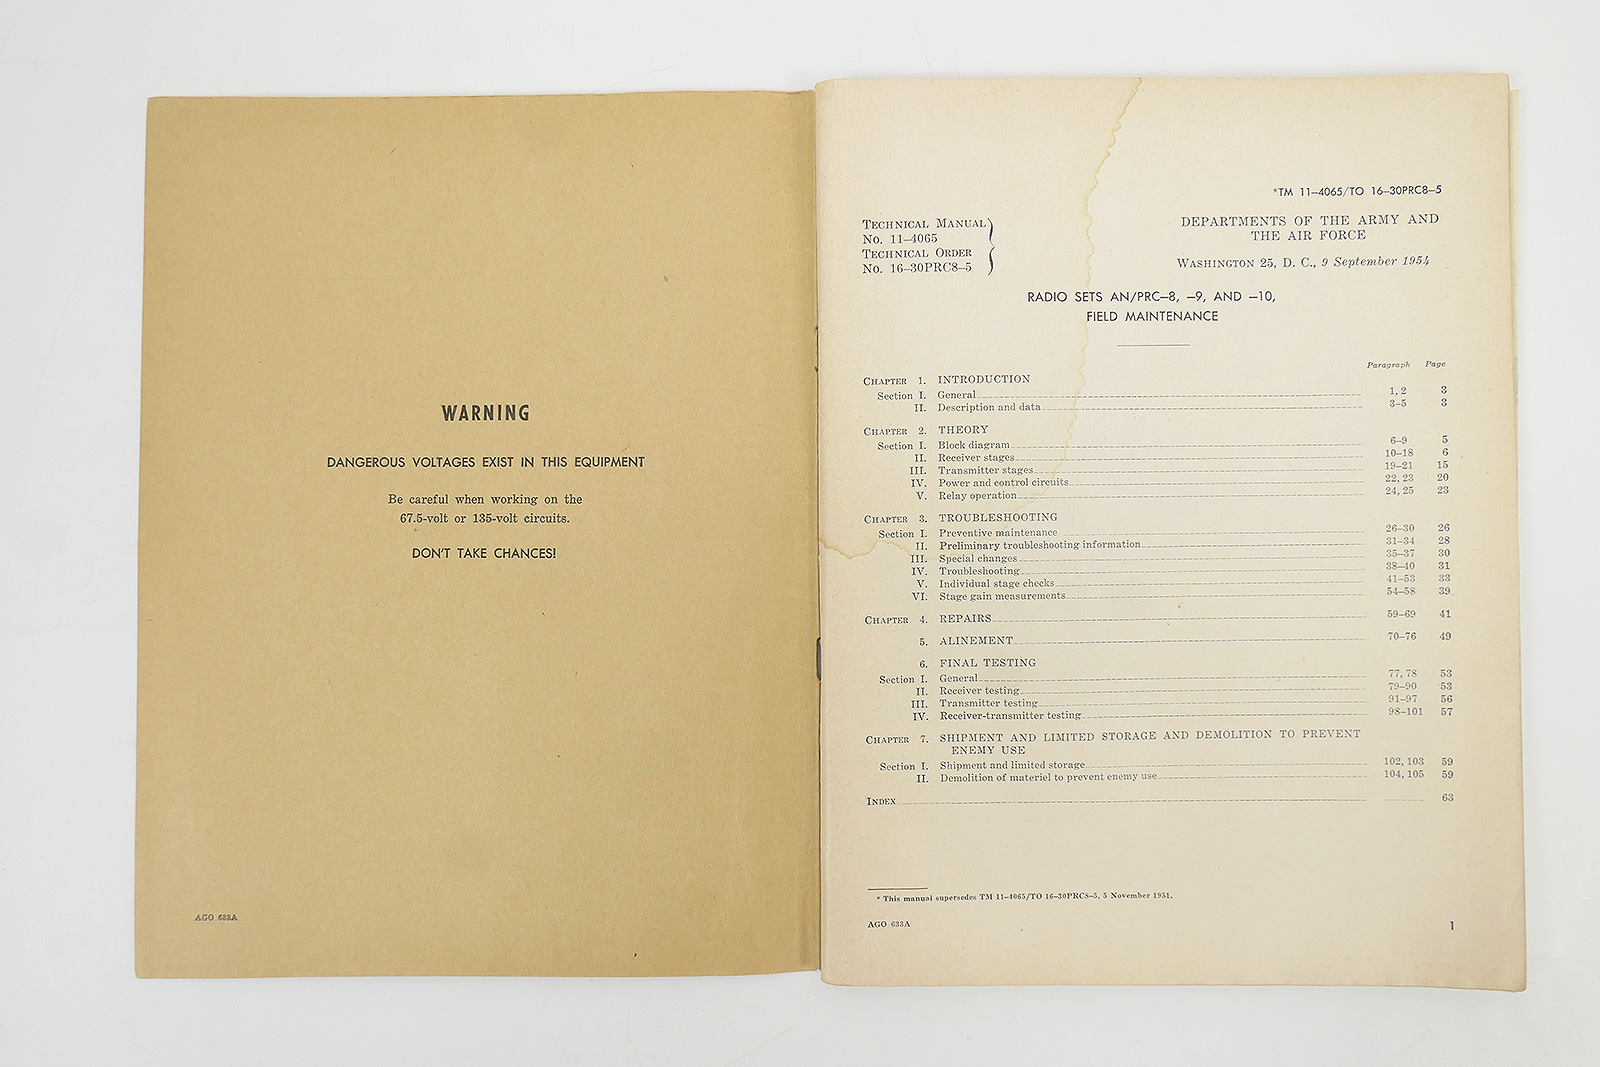 WARNING
DANGEROUS VOLTAGES EXIST IN THIS EQUIPMENT
Be careful when working on the
67.5-volt or 135-volt circuits.
DON'T TAKE CHANCES!
AGO 633A
*TM 11-4065/TO 16-30PRC8-5
TECHNICAL MANUAL
No. 11-4065
TECHNICAL ORDER
No. 16-30PRC8-5
DEPARTMENTS OF THE ARMY AND
THE AIR FORCE
WASHINGTON 25, D. C., 9 September 1954
RADIO SETS AN/PRC-8, -9, AND -10,
FIELD MAINTENANCE
Paragraph Page
CHAPTER 1. INTRODUCTION
Section I. General 1, 2 3
II. Description and data 3-5 3
CHAPTER 2. THEORY
Section I. Block diagram 6-9 5
II. Receiver stages 10-18 6
III. Transmitter stages 19-21 15
IV. Power and control circuits 22, 23 20
V. Relay operation 24, 25 23
CHAPTER 3. TROUBLESHOOTING
Section I. Preventive maintenance 26-30 26
II. Preliminary troubleshooting information 31-34 28
III. Special changes 35-37 30
IV. Troubleshooting 38-40 31
V. Individual stage checks 41-53 33
VI. Stage gain measurements 54-58 39
CHAPTER 4. REPAIRS 59-69 41
5. ALINEMENT 70-76 49
6. FINAL TESTING
Section I. General 77, 78 53
II. Receiver testing 79-90 53
III. Transmitter testing 91-97 56
IV. Receiver-transmitter testing 98-101 57
CHAPTER 7. SHIPMENT AND LIMITED STORAGE AND DEMOLITION TO PREVENT
ENEMY USE
Section I. Shipment and limited storage 102, 103 59
II. Demolition of materiel to prevent enemy use 104, 105 59
INDEX 63
* This manual supersedes TM 11-4065/TO 16-30PRC8-5, 5 November 1951.
AGO 633A
1